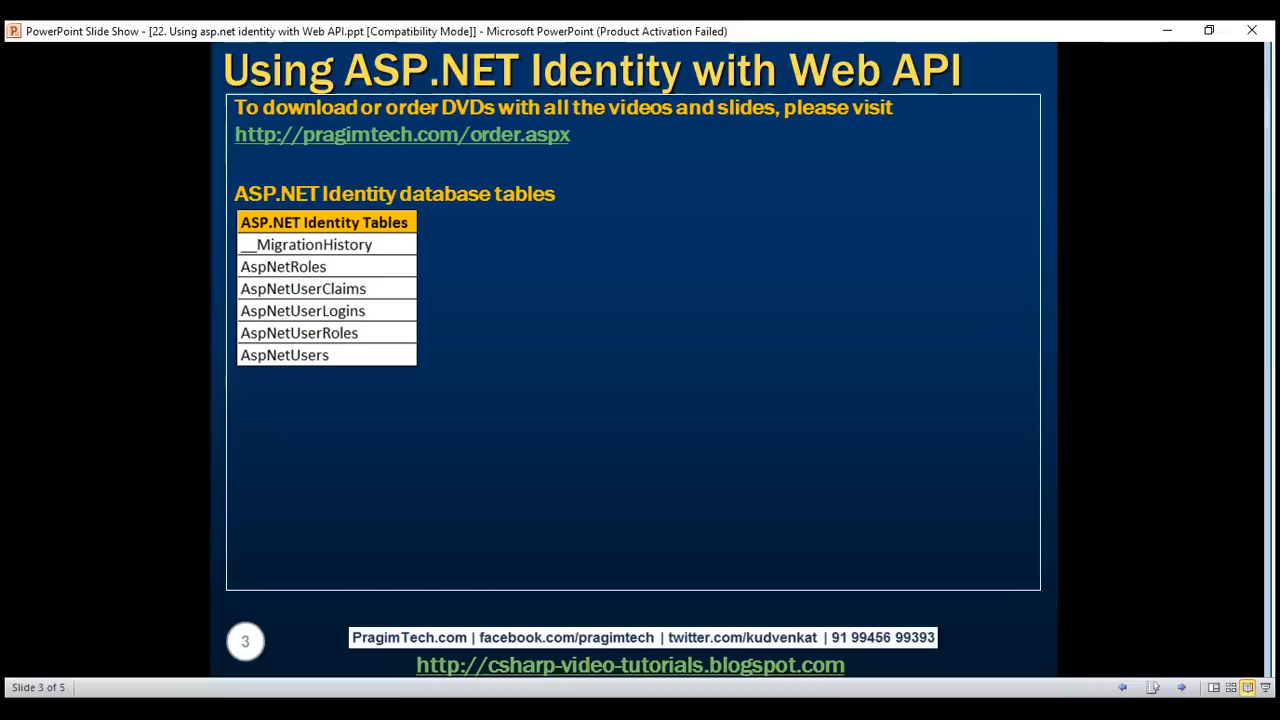 PowerPoint Slide Show - [22. Using asp.net identity with Web API.ppt [Compatibility Mode]] - Microsoft PowerPoint (Product Activation Failed)
Using ASP.NET Identity with Web API
To download or order DVDs with all the videos and slides, please visit
http://pragimtech.com/order.aspx
ASP.NET Identity database tables
ASP.NET Identity Tables
__MigrationHistory
AspNetRoles
AspNetUserClaims
AspNetUserLogins
AspNetUserRoles
AspNetUsers
3
PragimTech.com | facebook.com/pragimtech | twitter.com/kudvenkat | 91 99456 99393
http://csharp-video-tutorials.blogspot.com
Slide 3 of 5